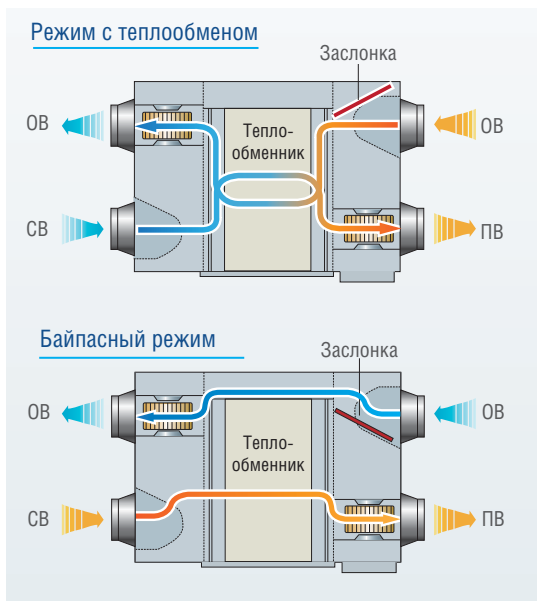 Режим с теплообменом
Заслонка
ОВ
Тепло-
обменник
ОВ
СВ
ПВ
Байпасный режим
Заслонка
ОВ
ОВ
Тепло-
обменник
СВ
ПВ